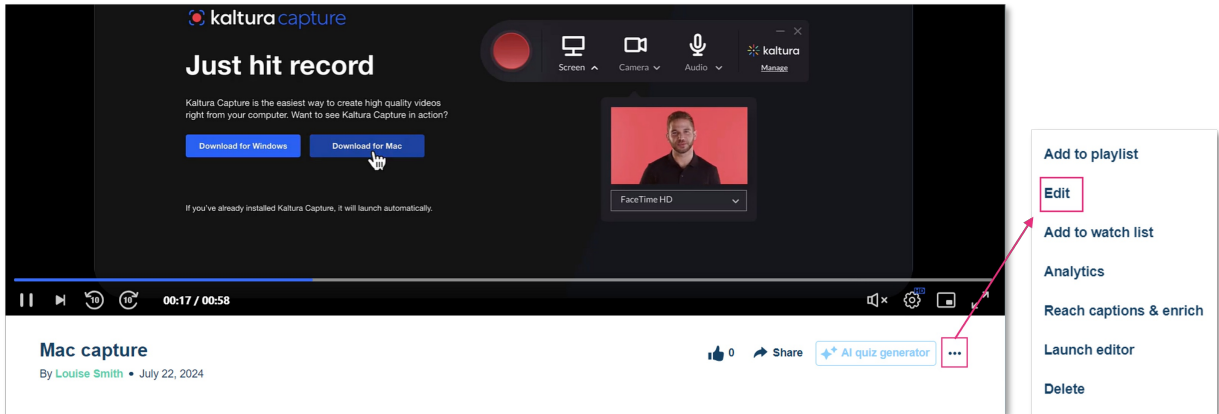 kaltura capture
Just hit record
Kaltura Capture is the easiest way to create high quality videos
right from your computer. Want to see Kaltura Capture in action?
Download for Windows
Download for Mac
If you've already installed Kaltura Capture, it will launch automatically.
Screen
Camera
Audio
kaltura
Manage
FaceTime HD
10
10
00:17 / 00:58
HD
Mac capture
By Louise Smith • July 22, 2024
0
Share
AI quiz generator
Add to playlist
Edit
Add to watch list
Analytics
Reach captions & enrich
Launch editor
Delete